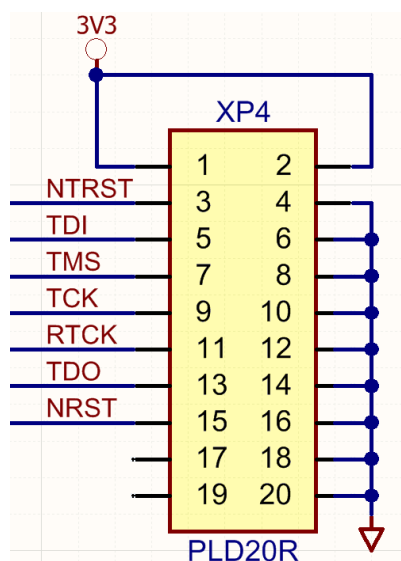 3V3
XP4
1 2
NTRST 3 4
TDI 5 6
TMS 7 8
TCK 9 10
RTCK 11 12
TDO 13 14
NRST 15 16
17 18
19 20
PLD20R